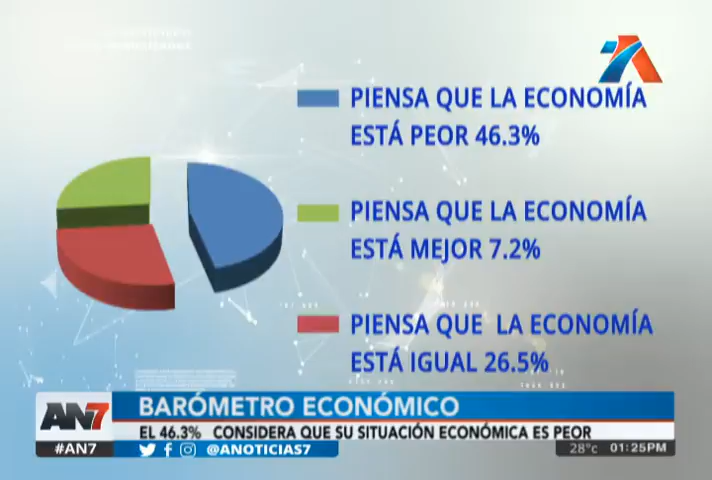 PIENSA QUE LA ECONOMÍA
ESTÁ PEOR 46.3%
PIENSA QUE LA ECONOMÍA
ESTÁ MEJOR 7.2%
PIENSA QUE LA ECONOMÍA
ESTÁ IGUAL 26.5%
AN7
BARÓMETRO ECONÓMICO
EL 46.3% CONSIDERA QUE SU SITUACIÓN ECONÓMICA ES PEOR
#AN7
@ANOTICIAS7
28°c
01:25PM